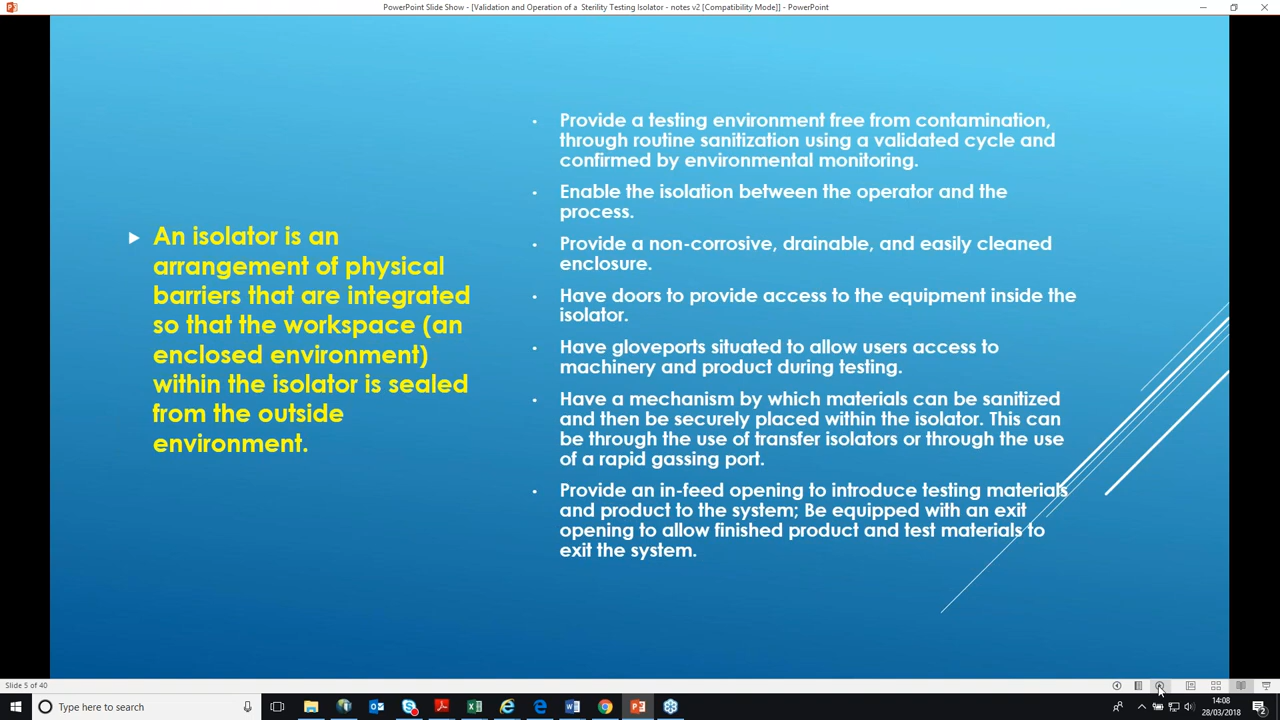 PowerPoint Slide Show - [Validation and Operation of a Sterility Testing Isolator - notes v2 [Compatibility Mode]] - PowerPoint
An isolator is an
arrangement of physical
barriers that are integrated
so that the workspace (an
enclosed environment)
within the isolator is sealed
from the outside
environment.
Provide a testing environment free from contamination,
through routine sanitization using a validated cycle and
confirmed by environmental monitoring.
Enable the isolation between the operator and the
process.
Provide a non-corrosive, drainable, and easily cleaned
enclosure.
Have doors to provide access to the equipment inside the
isolator.
Have gloveports situated to allow users access to
machinery and product during testing.
Have a mechanism by which materials can be sanitized
and then be securely placed within the isolator. This can
be through the use of transfer isolators or through the use
of a rapid gassing port.
Provide an in-feed opening to introduce testing materials
and product to the system; Be equipped with an exit
opening to allow finished product and test materials to
exit the system.
Slide 5 of 40
Type here to search
14:08
28/03/2018
2